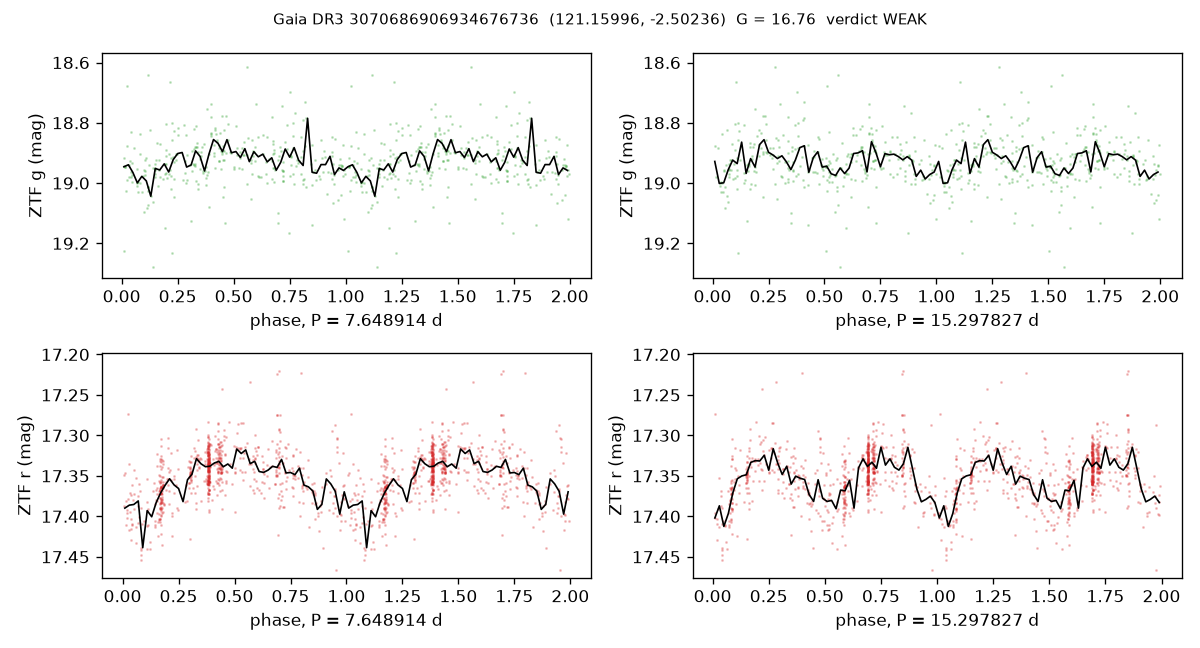 Gaia DR3 3070686906934676736 (121.15996, -2.50236) G = 16.76 verdict WEAK
ZTF g (mag)
18.6
18.8
19.0
19.2
0.00 0.25 0.50 0.75 1.00 1.25 1.50 1.75 2.00
phase, P = 7.648914 d
ZTF g (mag)
18.6
18.8
19.0
19.2
0.00 0.25 0.50 0.75 1.00 1.25 1.50 1.75 2.00
phase, P = 15.297827 d
ZTF r (mag)
17.20
17.25
17.30
17.35
17.40
17.45
0.00 0.25 0.50 0.75 1.00 1.25 1.50 1.75 2.00
phase, P = 7.648914 d
ZTF r (mag)
17.20
17.25
17.30
17.35
17.40
17.45
0.00 0.25 0.50 0.75 1.00 1.25 1.50 1.75 2.00
phase, P = 15.297827 d